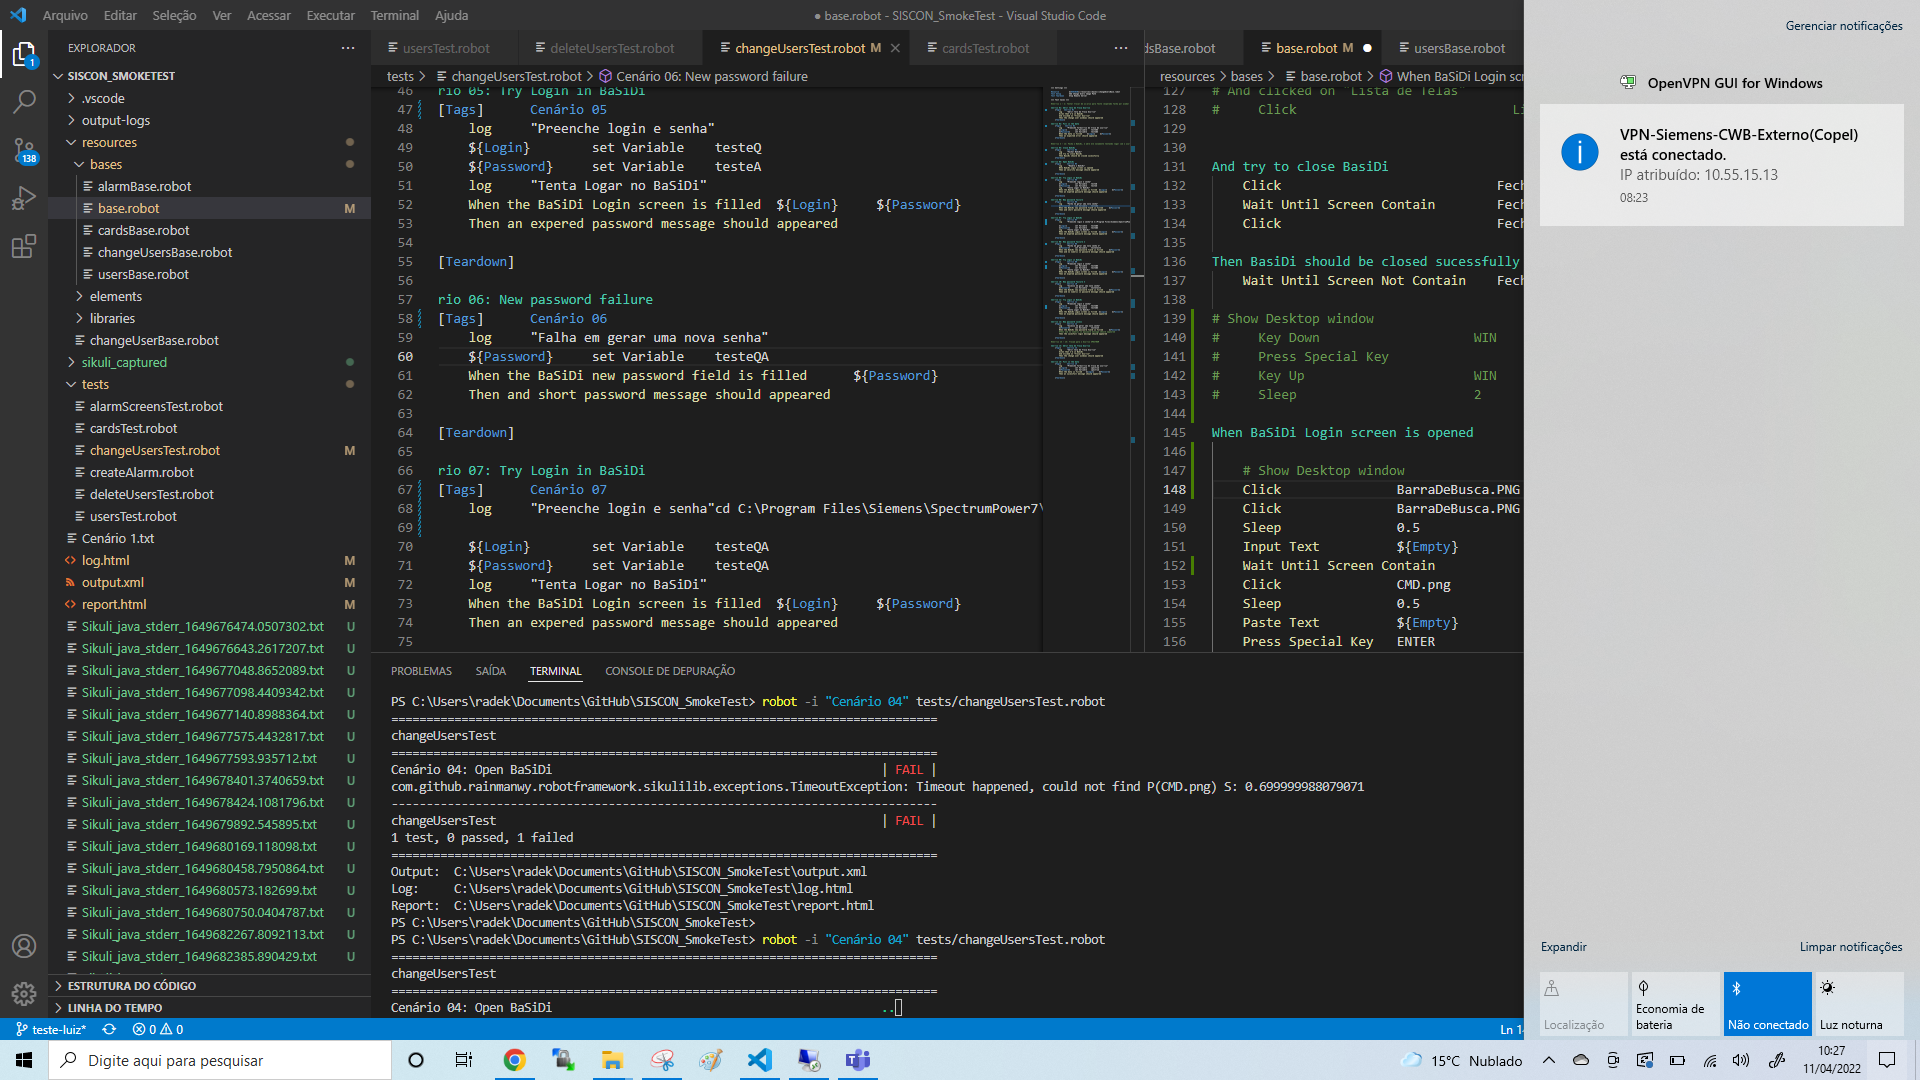 Arquivo Editar Seleção Ver Acessar Executar Terminal Ajuda
● base.robot - SISCON_SmokeTest - Visual Studio Code
EXPLORADOR
SISCON_SMOKETEST
.vscode
output-logs
resources
bases
alarmBase.robot
base.robot M
cardsBase.robot
changeUsersBase.robot
usersBase.robot
elements
libraries
changeUserBase.robot
sikuli_captured
tests
alarmScreensTest.robot
cardsTest.robot
changeUsersTest.robot M
createAlarm.robot
deleteUsersTest.robot
usersTest.robot
Cenário 1.txt
log.html M
output.xml M
report.html M
Sikuli_java_stderr_1649676474.0507302.txt U
Sikuli_java_stderr_1649676643.2617207.txt U
Sikuli_java_stderr_1649677048.8652089.txt U
Sikuli_java_stderr_1649677098.4409342.txt U
Sikuli_java_stderr_1649677140.8988364.txt U
Sikuli_java_stderr_1649677575.4432817.txt U
Sikuli_java_stderr_1649677593.935712.txt U
Sikuli_java_stderr_1649678401.3740659.txt U
Sikuli_java_stderr_1649678424.1081796.txt U
Sikuli_java_stderr_1649679892.545895.txt U
Sikuli_java_stderr_1649680169.118098.txt U
Sikuli_java_stderr_1649680458.7950864.txt U
Sikuli_java_stderr_1649680573.182699.txt U
Sikuli_java_stderr_1649680750.0404787.txt U
Sikuli_java_stderr_1649682267.8092113.txt U
Sikuli_java_stderr_1649682385.890429.txt U
ESTRUTURA DO CÓDIGO
LINHA DO TEMPO
1
138
usersTest.robot deleteUsersTest.robot changeUsersTest.robot M cardsTest.robot
tests > changeUsersTest.robot > Cenário 06: New password failure
46 rio 05: Try Login in BaSiDi
47 [Tags] Cenário 05
48 log "Preenche login e senha"
49 ${Login} set Variable testeQ
50 ${Password} set Variable testeA
51 log "Tenta Logar no BaSiDi"
52 When the BaSiDi Login screen is filled ${Login} ${Password}
53 Then an expered password message should appeared
54
55 [Teardown]
56
57 rio 06: New password failure
58 [Tags] Cenário 06
59 log "Falha em gerar uma nova senha"
60 ${Password} set Variable testeQA
61 When the BaSiDi new password field is filled ${Password}
62 Then and short password message should appeared
63
64 [Teardown]
65
66 rio 07: Try Login in BaSiDi
67 [Tags] Cenário 07
68 log "Preenche login e senha"cd C:\Program Files\Siemens\SpectrumPower7\
69
70 ${Login} set Variable testeQA
71 ${Password} set Variable testeQA
72 log "Tenta Logar no BaSiDi"
73 When the BaSiDi Login screen is filled ${Login} ${Password}
74 Then an expered password message should appeared
75
dsBase.robot base.robot M ● usersBase.robot
resources > bases > base.robot > When BaSiDi Login scr
127 # And clicked on "Lista de Telas"
128 # Click Li
129
130
131 And try to close BasiDi
132 Click Fech
133 Wait Until Screen Contain Fech
134 Click Fech
135
136 Then BasiDi should be closed sucessfully
137 Wait Until Screen Not Contain Fech
138
139 # Show Desktop window
140 # Key Down WIN
141 # Press Special Key
142 # Key Up WIN
143 # Sleep 2
144
145 When BaSiDi Login screen is opened
146
147 # Show Desktop window
148 Click BarraDeBusca.PNG
149 Click BarraDeBusca.PNG
150 Sleep 0.5
151 Input Text ${Empty}
152 Wait Until Screen Contain
153 Click CMD.png
154 Sleep 0.5
155 Paste Text ${Empty}
156 Press Special Key ENTER
PROBLEMAS SAÍDA TERMINAL CONSOLE DE DEPURAÇÃO
PS C:\Users\radek\Documents\GitHub\SISCON_SmokeTest> robot -i "Cenário 04" tests/changeUsersTest.robot
==============================================================================
changeUsersTest
==============================================================================
Cenário 04: Open BaSiDi | FAIL |
com.github.rainmanwy.robotframework.sikulilib.exceptions.TimeoutException: Timeout happened, could not find P(CMD.png) S: 0.699999988079071
------------------------------------------------------------------------------
changeUsersTest | FAIL |
1 test, 0 passed, 1 failed
==============================================================================
Output: C:\Users\radek\Documents\GitHub\SISCON_SmokeTest\output.xml
Log: C:\Users\radek\Documents\GitHub\SISCON_SmokeTest\log.html
Report: C:\Users\radek\Documents\GitHub\SISCON_SmokeTest\report.html
PS C:\Users\radek\Documents\GitHub\SISCON_SmokeTest>
PS C:\Users\radek\Documents\GitHub\SISCON_SmokeTest> robot -i "Cenário 04" tests/changeUsersTest.robot
==============================================================================
changeUsersTest
==============================================================================
Cenário 04: Open BaSiDi ..
teste-luiz* 0 0
Ln 1
Gerenciar notificações
OpenVPN GUI for Windows
VPN-Siemens-CWB-Externo(Copel)
está conectado.
IP atribuído: 10.55.15.13
08:23
Expandir Limpar notificações
Localização
Economia de
bateria
Não conectado
Luz noturna
Digite aqui para pesquisar
15°C Nublado
10:27
11/04/2022